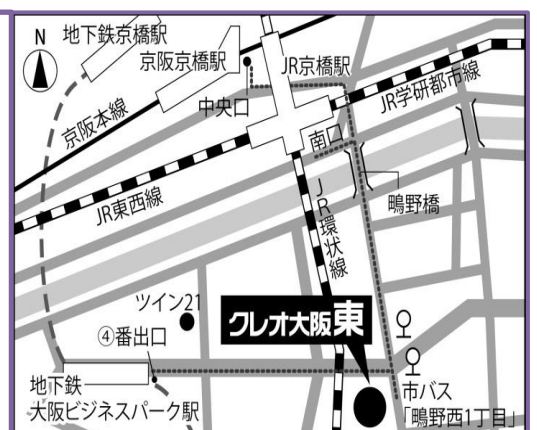 N
地下鉄京橋駅
京阪京橋駅
JR京橋駅
中央口
京阪本線
JR学研都市線
南口
JR東西線
鴫野橋
JR環状線
ツイン21
クレオ大阪東
④番出口
地下鉄
大阪ビジネスパーク駅
市バス
「鴫野西1丁目」